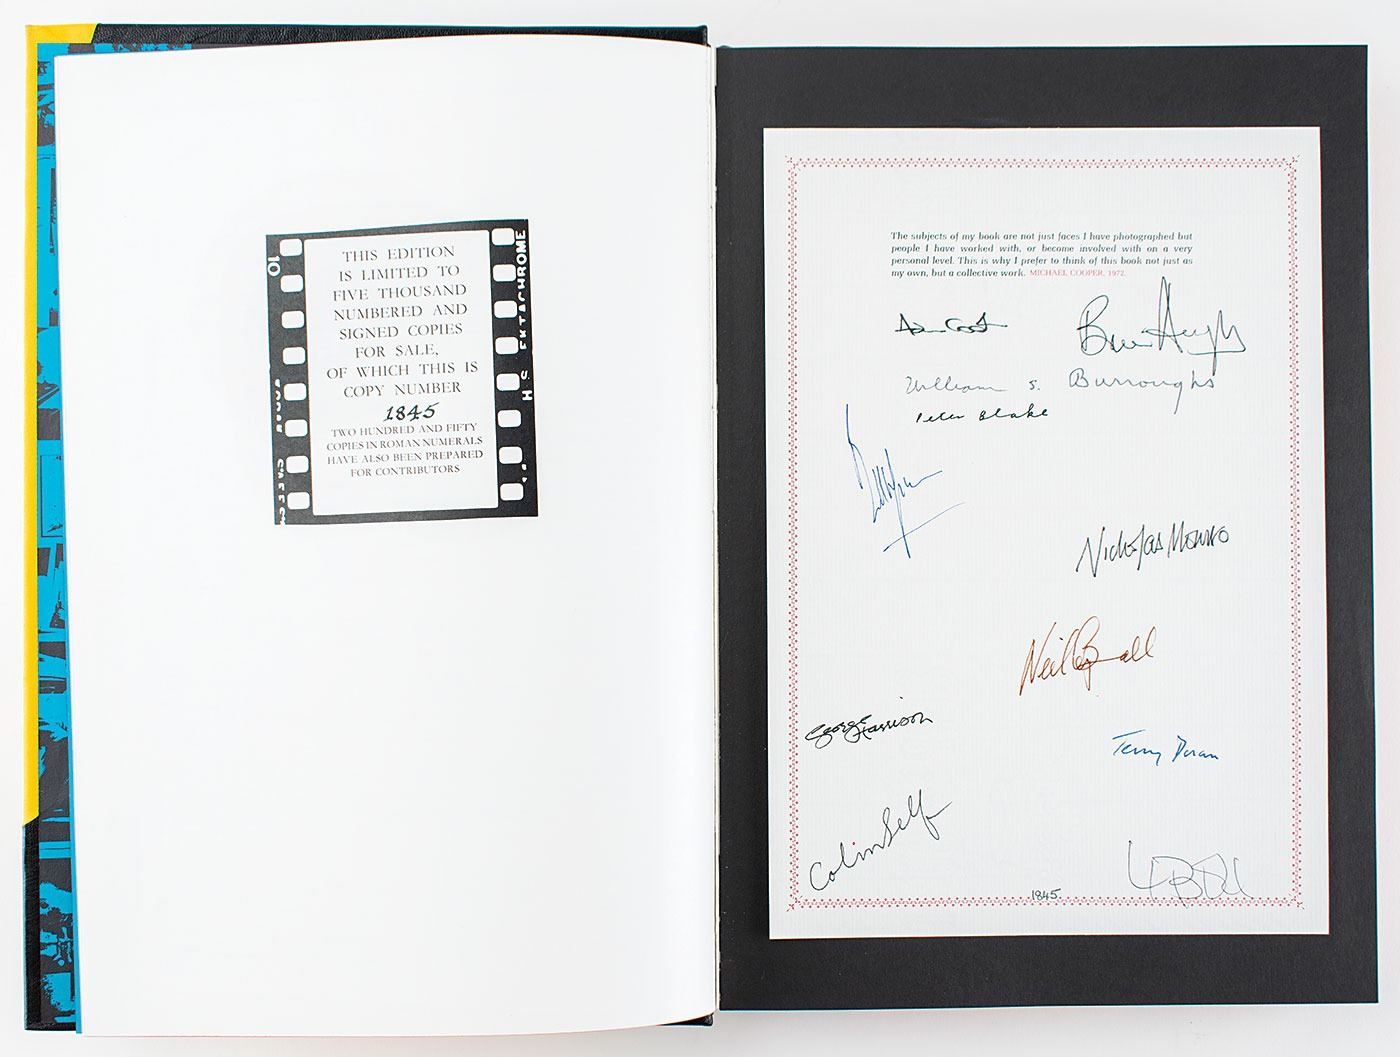 THIS EDITION
IS LIMITED TO
FIVE THOUSAND
NUMBERED AND
SIGNED COPIES
FOR SALE,
OF WHICH THIS IS
COPY NUMBER
1845
TWO HUNDRED AND FIFTY
COPIES IN ROMAN NUMERALS
HAVE ALSO BEEN PREPARED
FOR CONTRIBUTORS
10
EKTACHROME
The subjects of my book are not just faces I have photographed but
people I have worked with, or become involved with on a very
personal level. This is why I prefer to think of this book not just as
my own, but a collective work. MICHAEL COOPER, 1972.
William S. Burroughs
Peter Blake
Nicholas Monro
George Harrison
Terry Doran
Colin Self
1845.